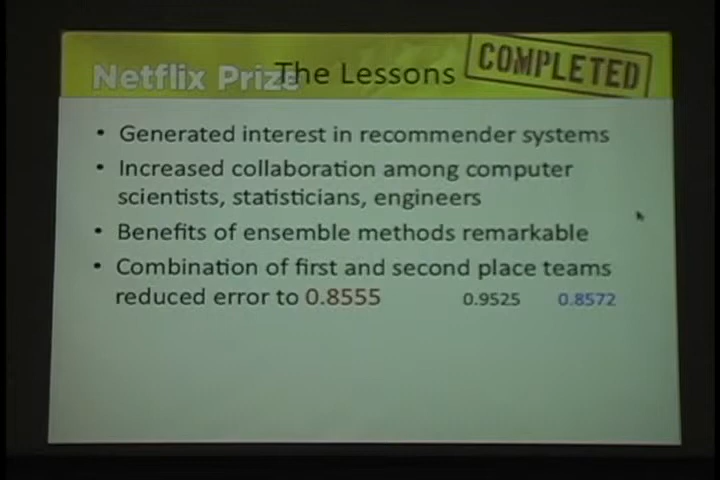 Netflix Prize The Lessons COMPLETED
• Generated interest in recommender systems
• Increased collaboration among computer
scientists, statisticians, engineers
• Benefits of ensemble methods remarkable
• Combination of first and second place teams
reduced error to 0.8555 0.9525 0.8572